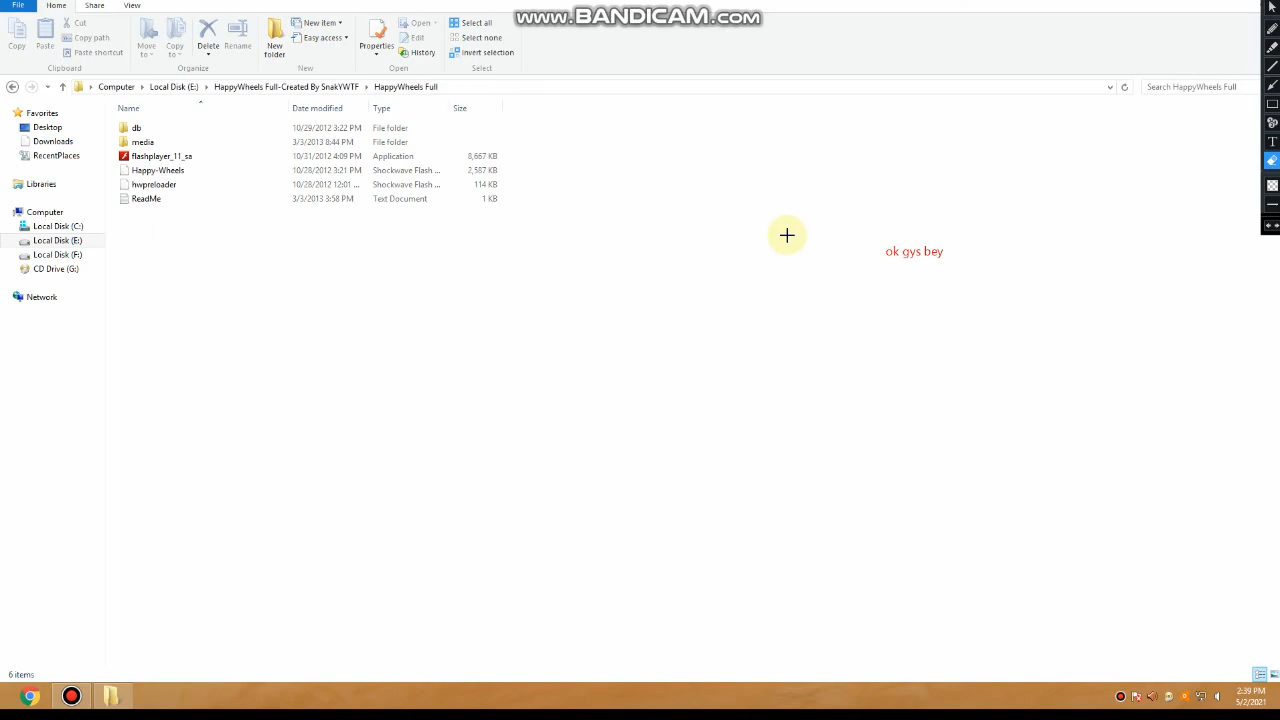 www.BANDICAM.com
File Home Share View
Copy Paste Cut Copy path Paste shortcut Move to Copy to Delete Rename New folder New item Easy access Properties Open Edit History Select all Select none Invert selection
Clipboard Organize New Open Select
Computer Local Disk (E:) HappyWheels Full-Created By SnakYWTF HappyWheels Full Search HappyWheels Full
Name Date modified Type Size
db 10/29/2012 3:22 PM File folder
media 3/3/2013 8:44 PM File folder
flashplayer_11_sa 10/31/2012 4:09 PM Application 8,667 KB
Happy-Wheels 10/28/2012 3:21 PM Shockwave Flash ... 2,587 KB
hwpreloader 10/28/2012 12:01 ... Shockwave Flash ... 114 KB
ReadMe 3/3/2013 3:58 PM Text Document 1 KB
Favorites
Desktop
Downloads
RecentPlaces
Libraries
Computer
Local Disk (C:)
Local Disk (E:)
Local Disk (F:)
CD Drive (G:)
Network
ok gys bey
T
6 items
2:39 PM
5/2/2021